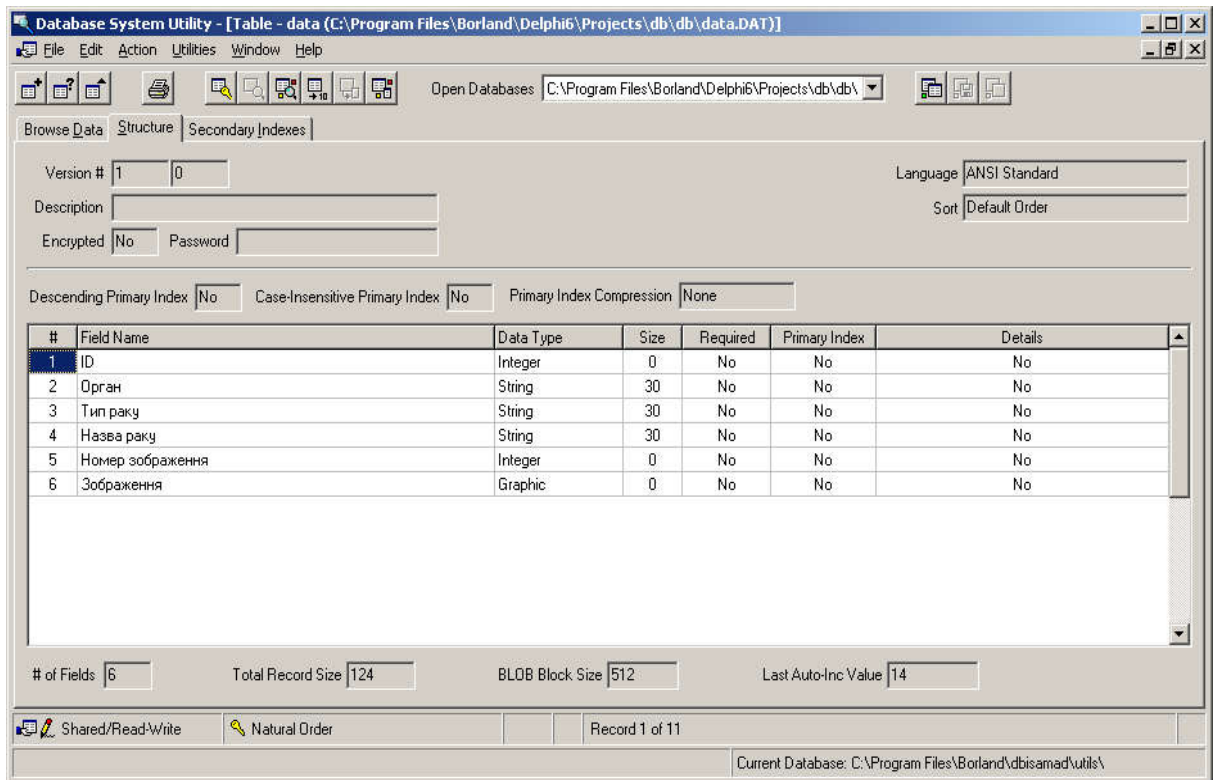 Database System Utility - [Table - data (C:\Program Files\Borland\Delphi6\Projects\db\db\data.DAT)]
File Edit Action Utilities Window Help
Open Databases C:\Program Files\Borland\Delphi6\Projects\db\db\
Browse Data Structure Secondary Indexes
Version # 1 0 Language ANSI Standard
Description Sort Default Order
Encrypted No Password
Descending Primary Index No Case-Insensitive Primary Index No Primary Index Compression None
# Field Name Data Type Size Required Primary Index Details
1 ID Integer 0 No No No
2 Орган String 30 No No No
3 Тип раку String 30 No No No
4 Назва раку String 30 No No No
5 Номер зображення Integer 0 No No No
6 Зображення Graphic 0 No No No
# of Fields 6 Total Record Size 124 BLOB Block Size 512 Last Auto-Inc Value 14
Shared/Read-Write Natural Order Record 1 of 11
Current Database: C:\Program Files\Borland\dbisamad\utils\